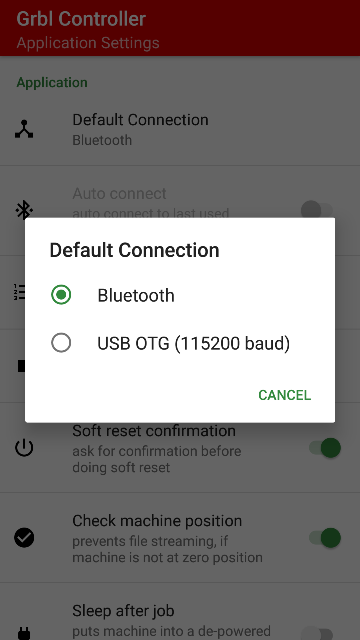 Grbl Controller
Application Settings
Application
Default Connection
Bluetooth
Auto connect
auto connect to last used
Default Connection
Bluetooth
USB OTG (115200 baud)
CANCEL
Soft reset confirmation
ask for confirmation before
doing soft reset
Check machine position
prevents file streaming, if
machine is not at zero position
Sleep after job
puts machine into a de-powered